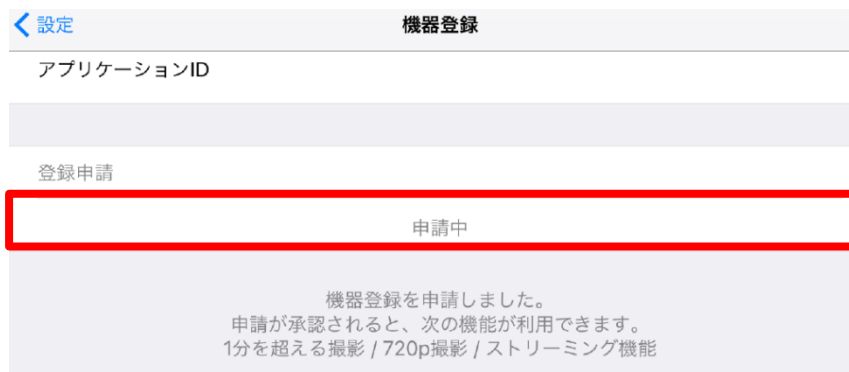 設定
機器登録
アプリケーションID
登録申請
申請中
機器登録を申請しました。
申請が承認されると、次の機能が利用できます。
1分を超える撮影 / 720p撮影 / ストリーミング機能